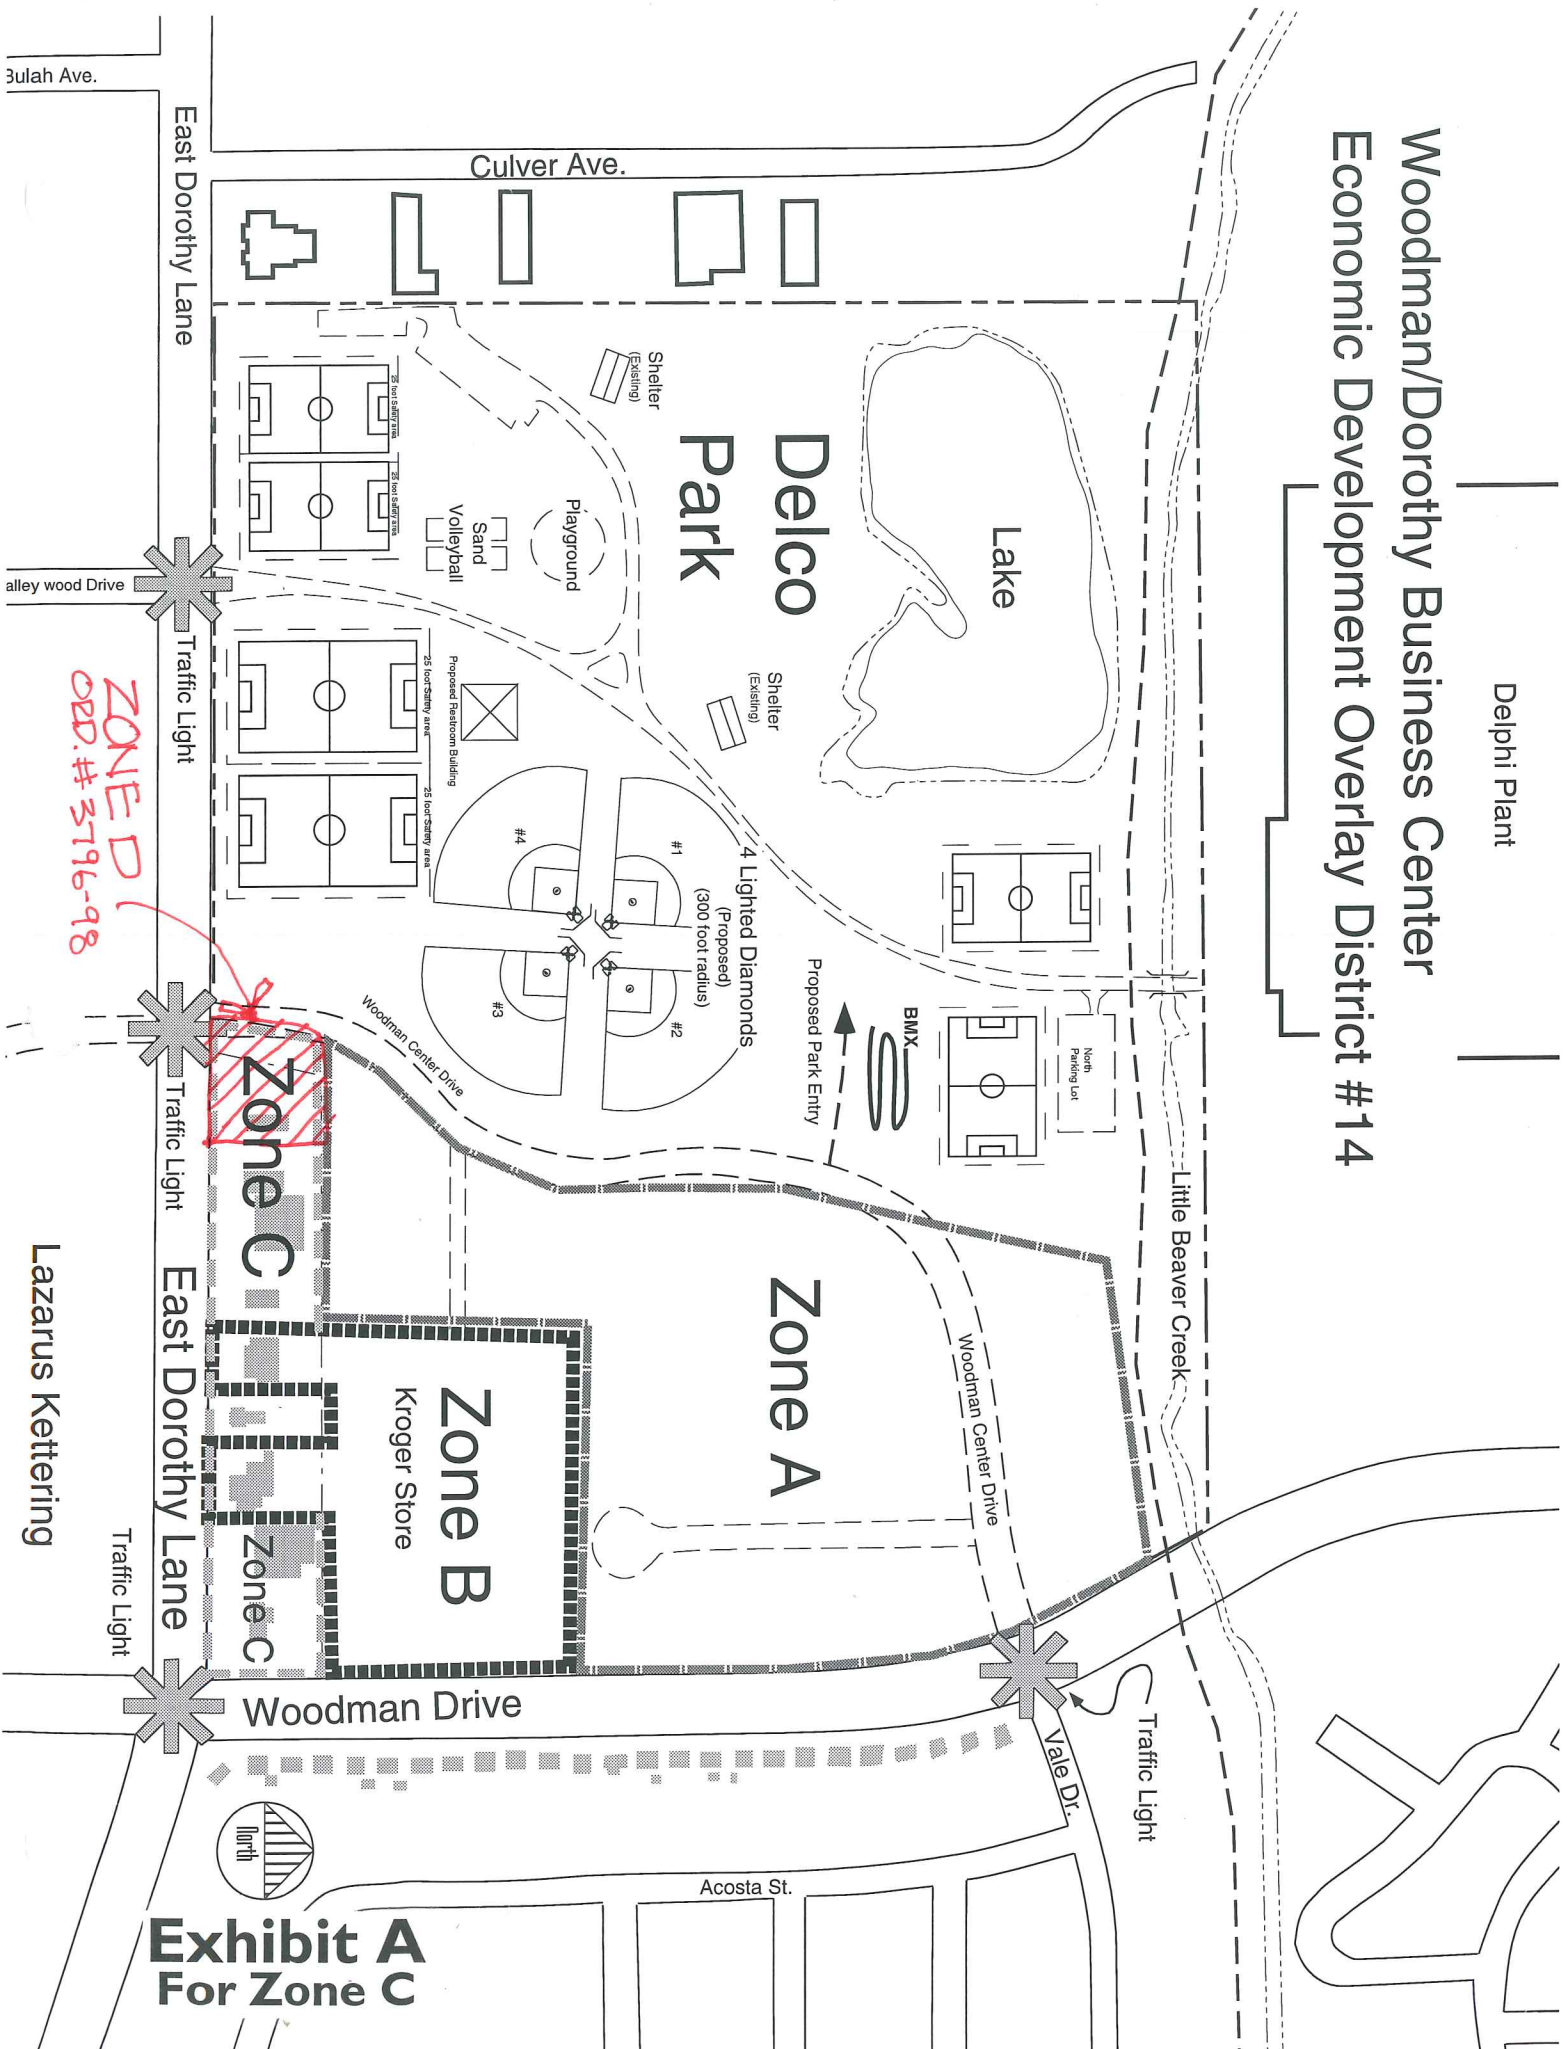 Woodman/Dorothy Business Center
Economic Development Overlay District #14
Delphi Plant
Bulah Ave.
East Dorothy Lane
Culver Ave.
Shelter
(Existing)
Delco
Park
Lake
25 foot Safety area
25 foot Safety area
Sand
Volleyball
Playground
alley wood Drive
Traffic Light
Shelter
(Existing)
Proposed Restroom Building
25 foot Safety area
25 foot Safety area
#4
#1
#3
#2
4 Lighted Diamonds
(Proposed)
(300 foot radius)
Proposed Park Entry
BMX
North
Parking Lot
Little Beaver Creek
ZONE D
ORD. # 3796-98
Woodman Center Drive
Traffic Light
Zone C
Zone A
Woodman Center Drive
Zone B
Kroger Store
Zone C
East Dorothy Lane
Lazarus Kettering
Traffic Light
Woodman Drive
Traffic Light
Vale Dr.
North
Acosta St.
Exhibit A
For Zone C